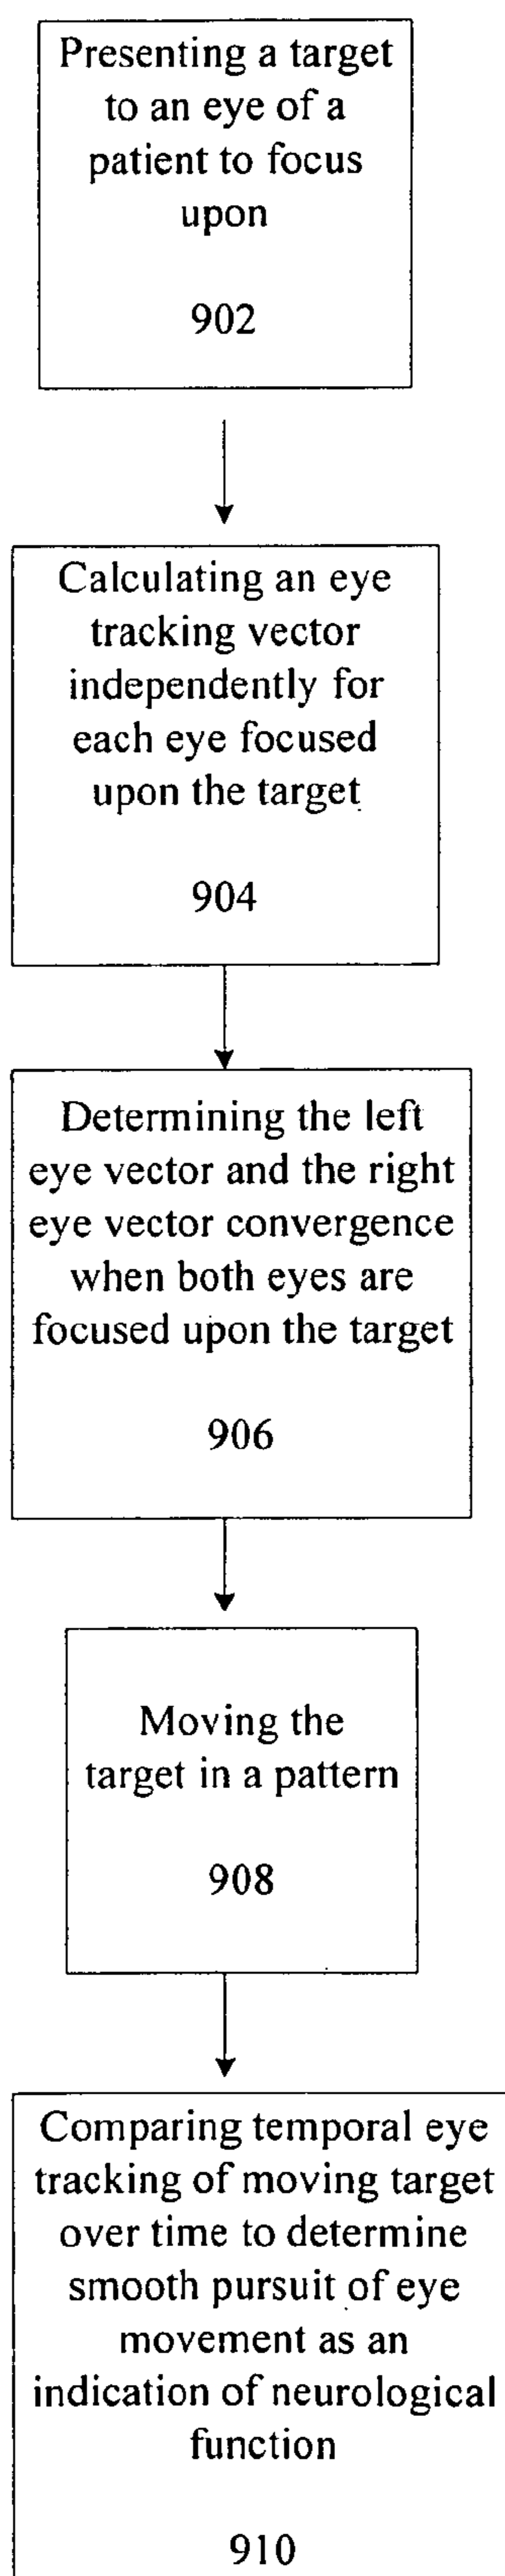 Presenting a target
to an eye of a
patient to focus
upon
902
Calculating an eye
tracking vector
independently for
each eye focused
upon the target
904
Determining the left
eye vector and the right
eye vector convergence
when both eyes are
focused upon the target
906
Moving the
target in a pattern
908
Comparing temporal eye
tracking of moving target
over time to determine
smooth pursuit of eye
movement as an
indication of neurological
function
910